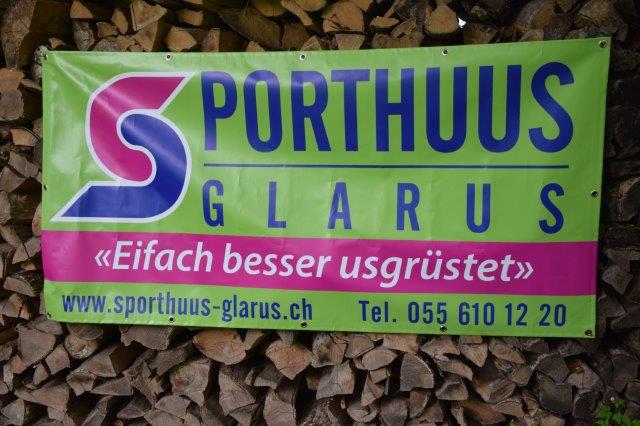 SPORTHUUS
GLARUS
«Eifach besser usgrüstet»
www.sporthuus-glarus.ch Tel. 055 610 12 20